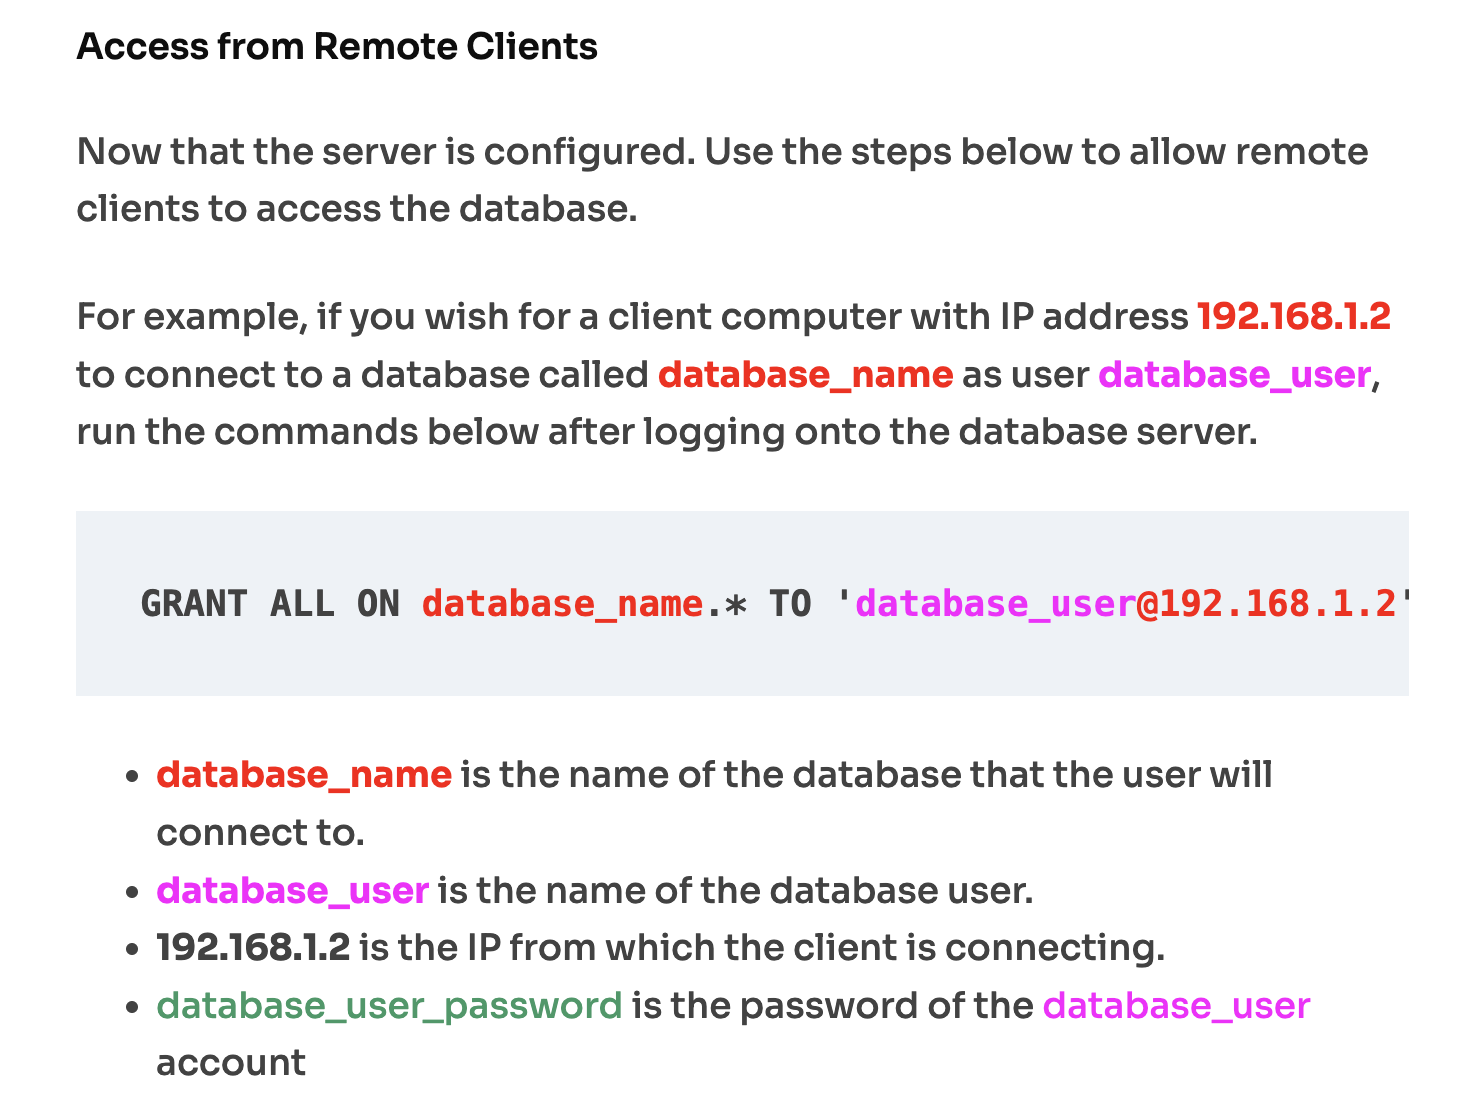 Access from Remote Clients
Now that the server is configured. Use the steps below to allow remote
clients to access the database.
For example, if you wish for a client computer with IP address 192.168.1.2
to connect to a database called database_name as user database_user,
run the commands below after logging onto the database server.
GRANT ALL ON database_name.* TO 'database_user@192.168.1.2'
• database_name is the name of the database that the user will
connect to.
• database_user is the name of the database user.
• 192.168.1.2 is the IP from which the client is connecting.
• database_user_password is the password of the database_user
account